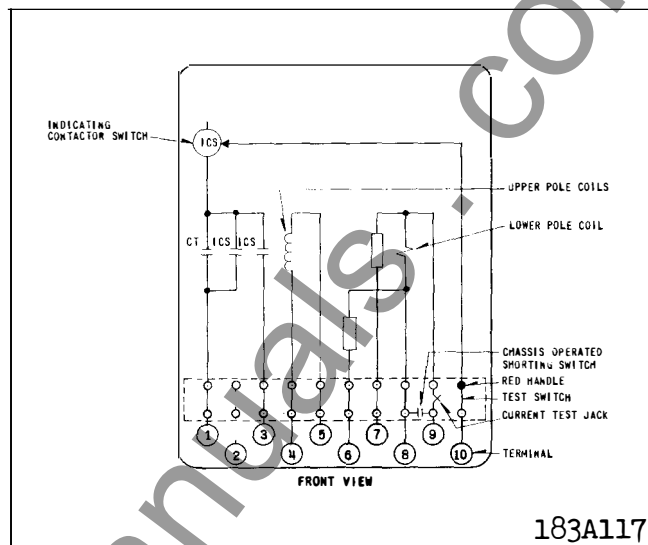 INDICATING
CONTACTOR SWITCH
ICS
UPPER POLE COILS
LOWER POLE COIL
CT ICS ICS
CHASSIS OPERATED
SHORTING SWITCH
RED HANDLE
TEST SWITCH
CURRENT TEST JACK
1 3 5 7 9
2 4 6 8 10
TERMINAL
FRONT VIEW
183A117
nuals.co